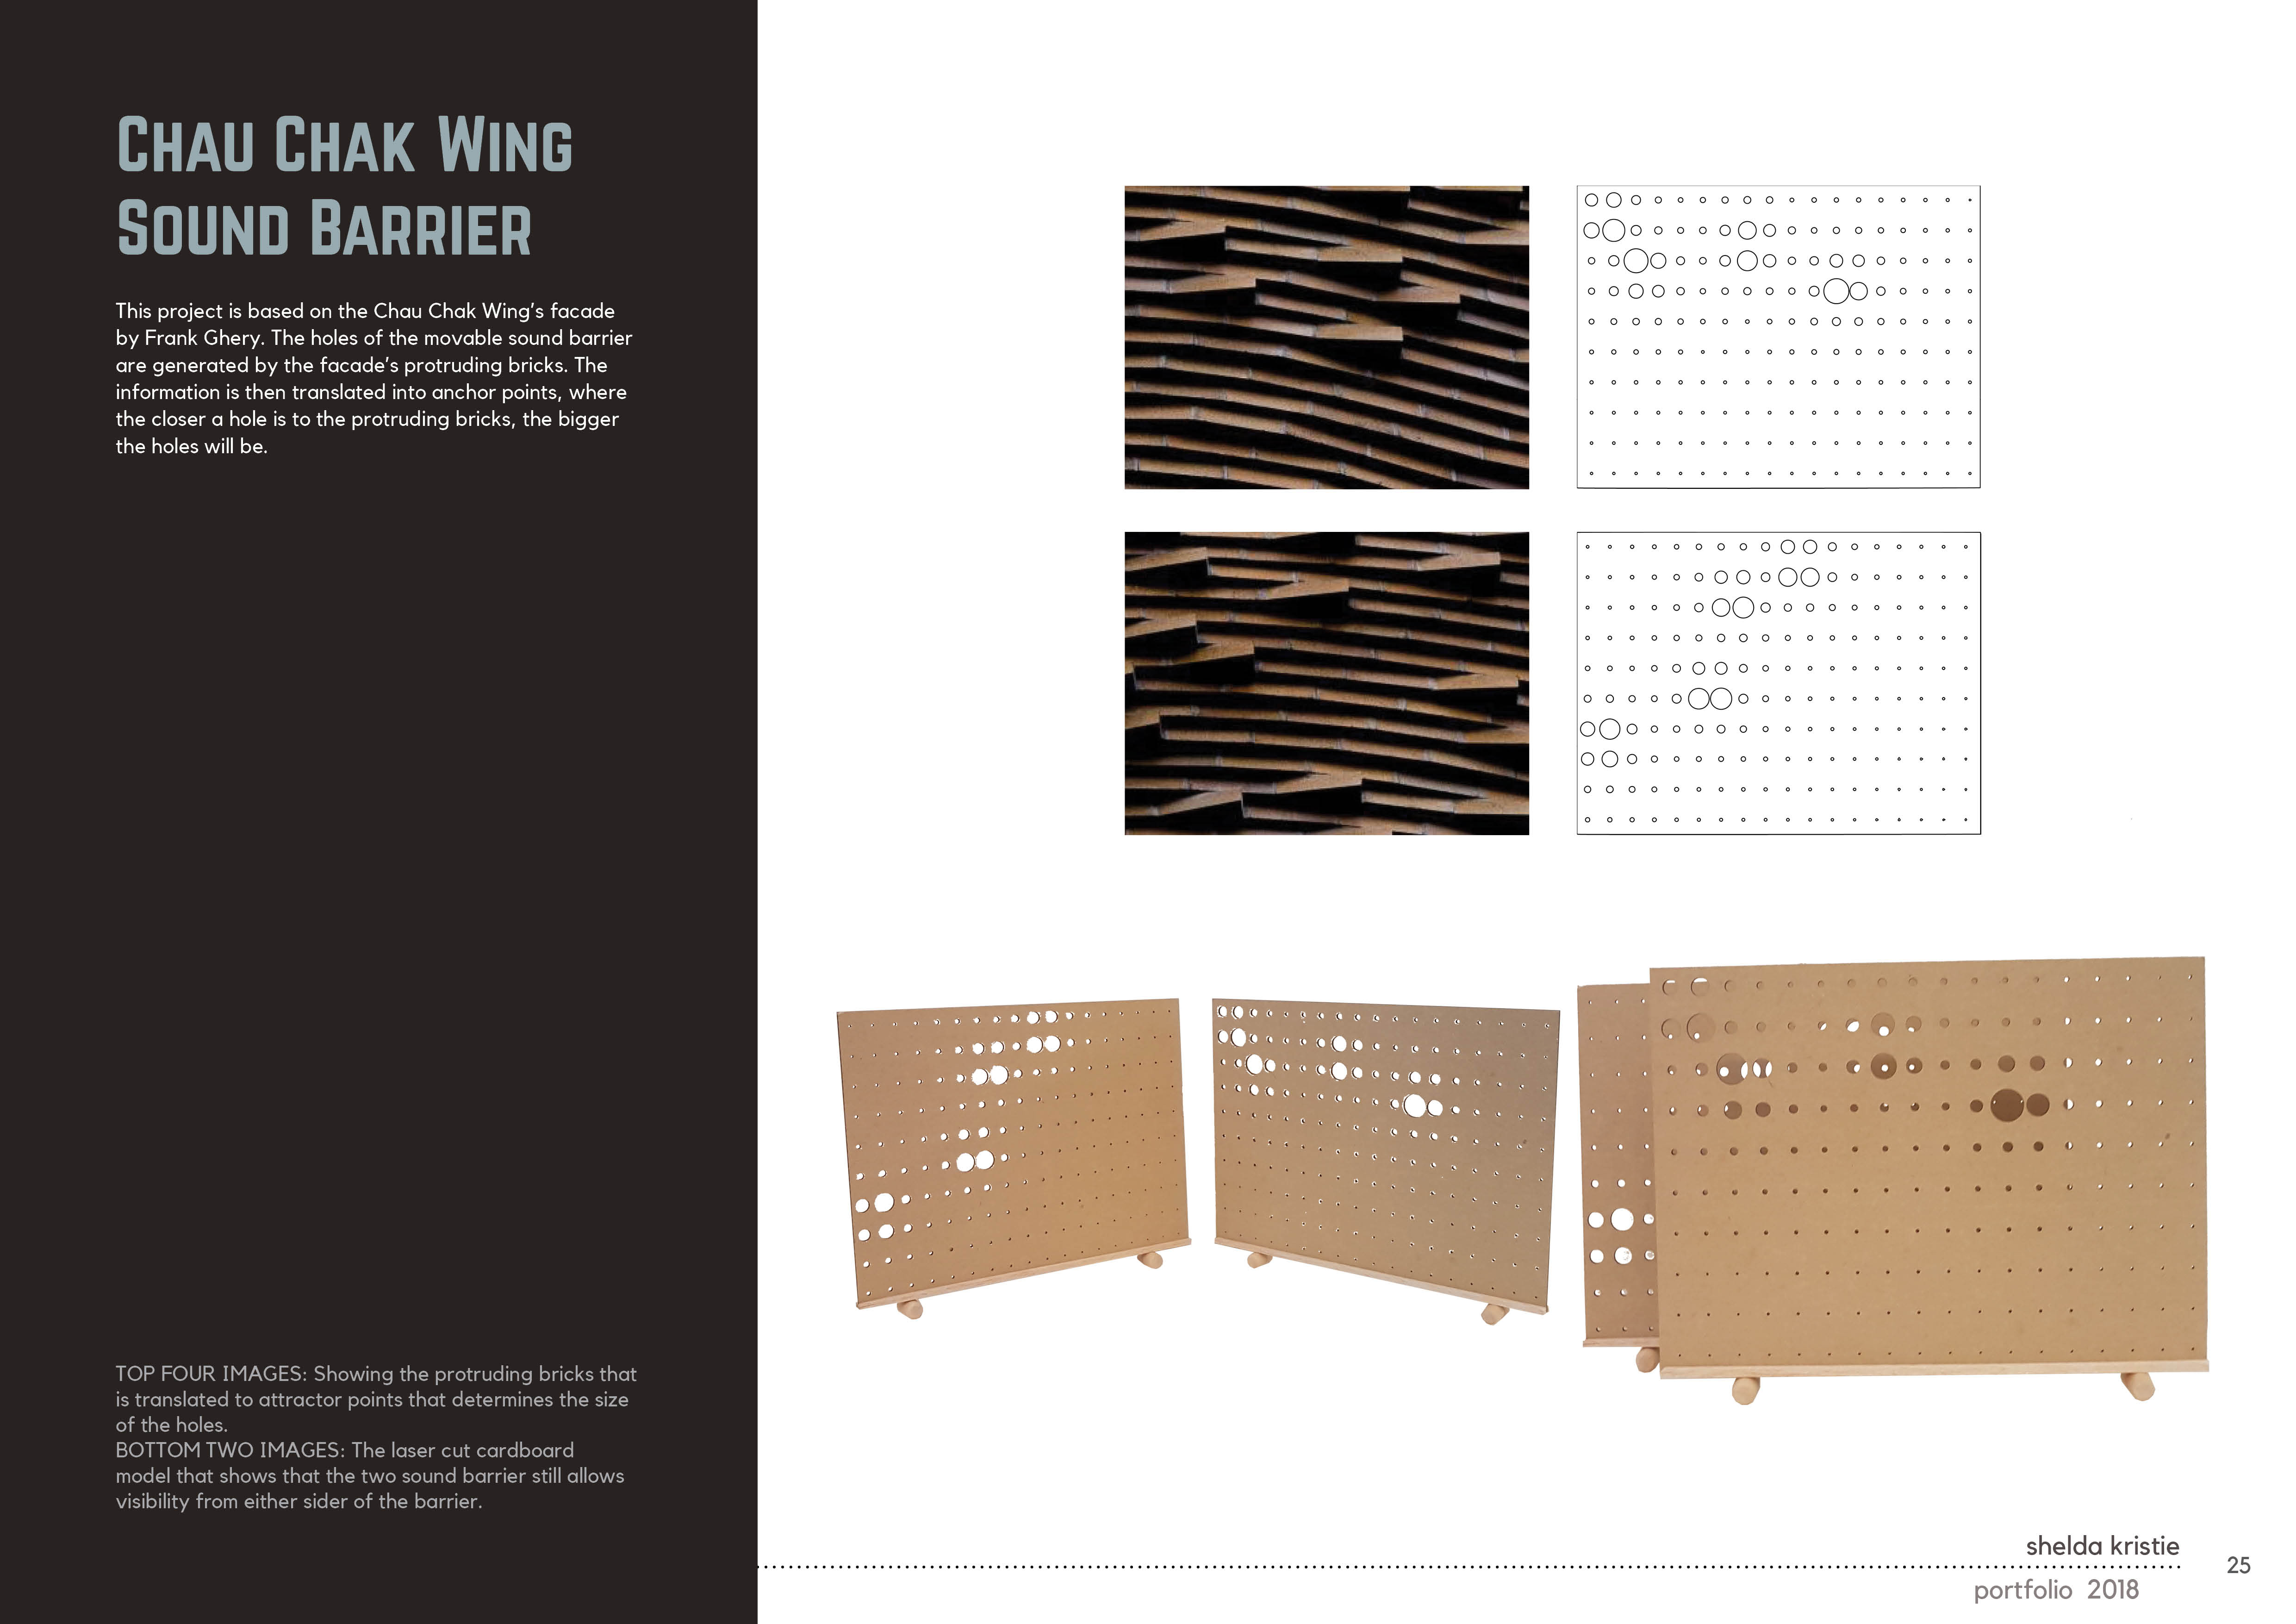 Chau Chak Wing
Sound Barrier
This project is based on the Chau Chak Wing's facade
by Frank Ghery. The holes of the movable sound barrier
are generated by the facade's protruding bricks. The
information is then translated into anchor points, where
the closer a hole is to the protruding bricks, the bigger
the holes will be.
TOP FOUR IMAGES: Showing the protruding bricks that
is translated to attractor points that determines the size
of the holes.
BOTTOM TWO IMAGES: The laser cut cardboard
model that shows that the two sound barrier still allows
visibility from either sider of the barrier.
shelda kristie
25
portfolio 2018